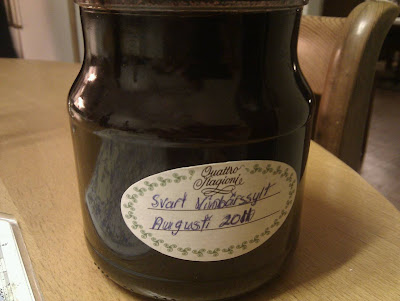 Quattro
Stagioni
Svart Vinbärssylt
Augusti 2011